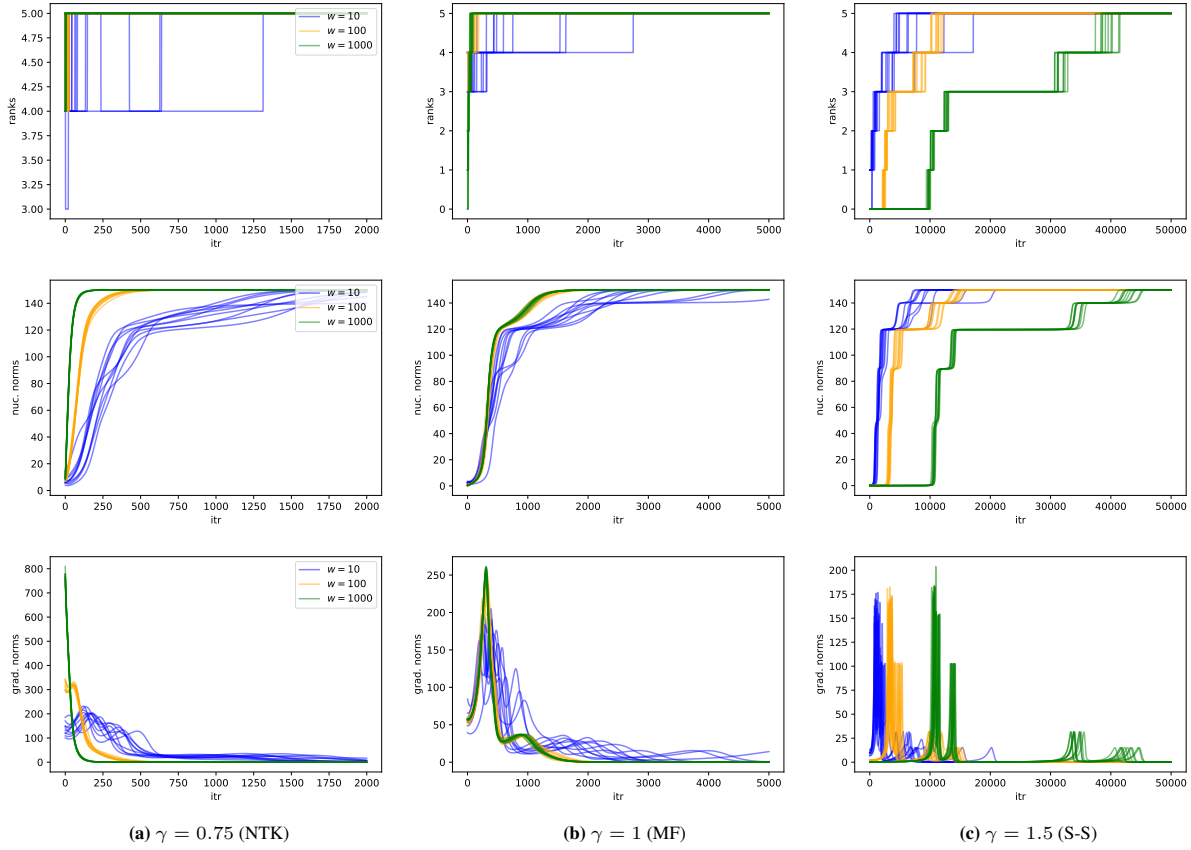 5.00
4.75
4.50
4.25
4.00
3.75
3.50
3.25
3.00
ranks
0 250 500 750 1000 1250 1500 1750 2000
itr
w = 10
w = 100
w = 1000
5
4
3
2
1
0
ranks
0 1000 2000 3000 4000 5000
itr
5
4
3
2
1
0
ranks
0 10000 20000 30000 40000 50000
itr
140
120
100
80
60
40
20
0
nuc. norms
0 250 500 750 1000 1250 1500 1750 2000
itr
w = 10
w = 100
w = 1000
140
120
100
80
60
40
20
0
nuc. norms
0 1000 2000 3000 4000 5000
itr
140
120
100
80
60
40
20
0
nuc. norms
0 10000 20000 30000 40000 50000
itr
800
700
600
500
400
300
200
100
0
grad. norms
0 250 500 750 1000 1250 1500 1750 2000
itr
w = 10
w = 100
w = 1000
250
200
150
100
50
0
grad. norms
0 1000 2000 3000 4000 5000
itr
200
175
150
125
100
75
50
25
0
grad. norms
0 10000 20000 30000 40000 50000
itr
(a) γ = 0.75 (NTK)
(b) γ = 1 (MF)
(c) γ = 1.5 (S-S)